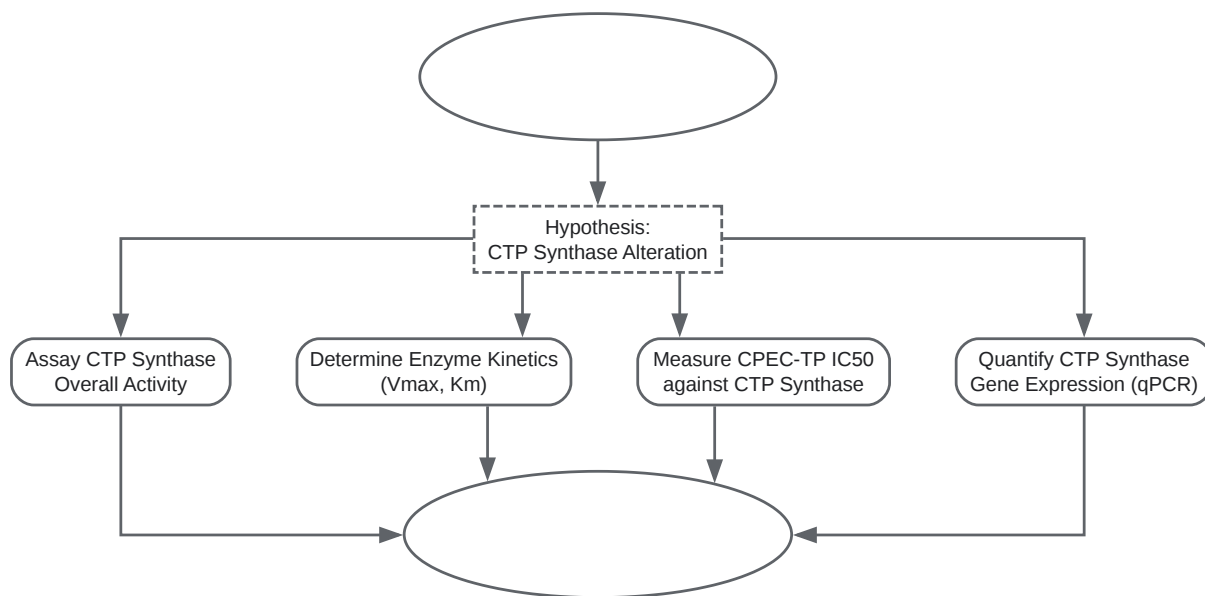 Hypothesis:
CTP Synthase Alteration
Assay CTP Synthase
Overall Activity
Determine Enzyme Kinetics
(Vmax, Km)
Measure CPEC-TP IC50
against CTP Synthase
Quantify CTP Synthase
Gene Expression (qPCR)